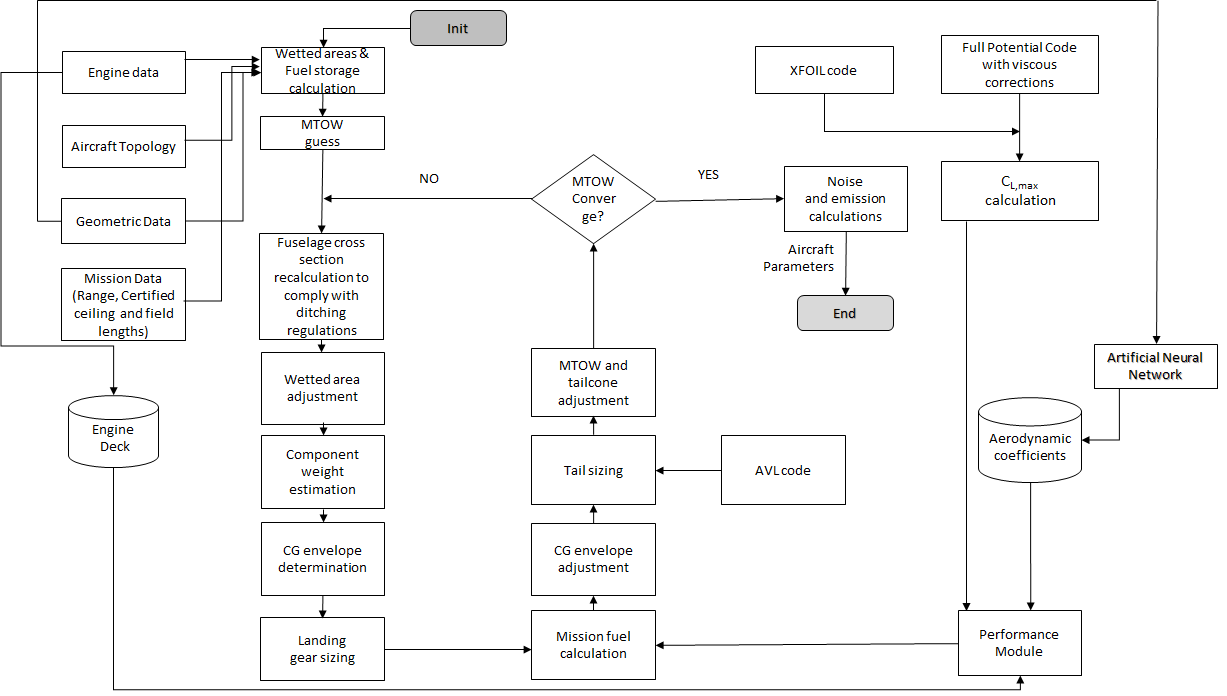 Init
Wetted areas &
Fuel storage
calculation
Engine data
MTOW
guess
Aircraft Topology
Geometric Data
Mission Data
(Range, Certified
ceiling and field
lengths)
Engine
Deck
NO
Fuselage cross
section
recalculation to
comply with
ditching
regulations
Wetted area
adjustment
Component
weight
estimation
CG envelope
determination
Landing
gear sizing
MTOW
Conver
ge?
YES
MTOW and
tailcone
adjustment
Tail sizing
AVL code
CG envelope
adjustment
Mission fuel
calculation
XFOIL code
Full Potential Code
with viscous
corrections
CL,max
calculation
Noise
and emission
calculations
Aircraft
Parameters
End
Artificial Neural
Network
Aerodynamic
coefficients
Performance
Module